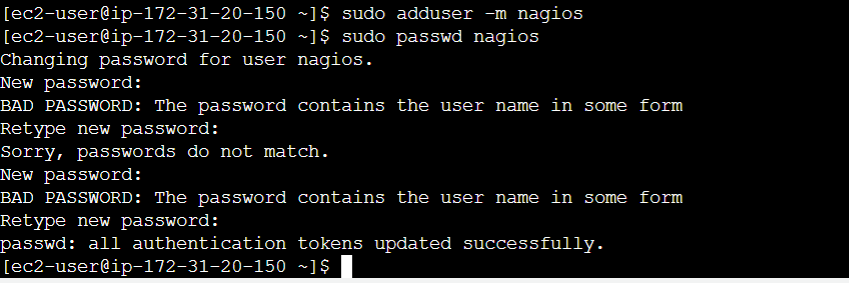 [ec2-user@ip-172-31-20-150 ~]$ sudo adduser -m nagios
[ec2-user@ip-172-31-20-150 ~]$ sudo passwd nagios
Changing password for user nagios.
New password:
BAD PASSWORD: The password contains the user name in some form
Retype new password:
Sorry, passwords do not match.
New password:
BAD PASSWORD: The password contains the user name in some form
Retype new password:
passwd: all authentication tokens updated successfully.
[ec2-user@ip-172-31-20-150 ~]$